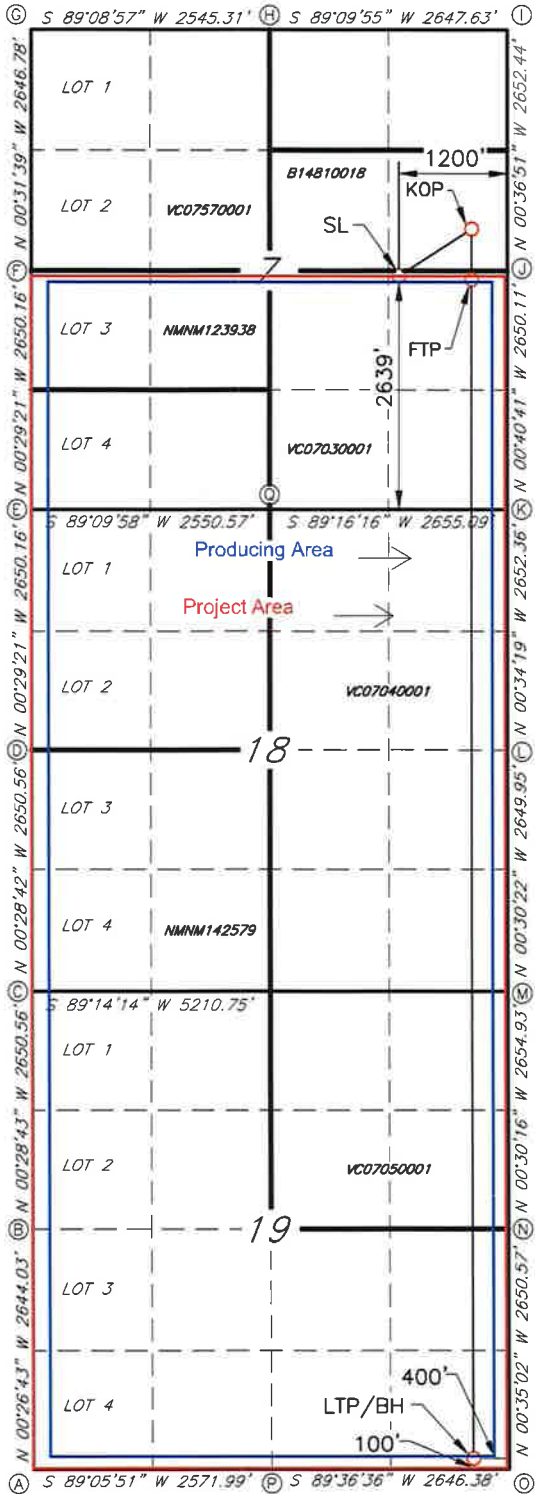 G S 89°08'57" W 2545.31' H S 89°09'55" W 2647.63' I
N 00°31'39" W 2646.78'
LOT 1
N 00°36'51" W 2652.44'
1200'
B14810018
KOP
LOT 2
VC07570001
SL
F
7
J
N 00°29'21" W 2650.16'
LOT 3
NMNM123938
FTP
N 00°40'41" W 2650.11'
2639'
LOT 4
VC07030001
Q
E
S 89°09'58" W 2550.57' S 89°16'16" W 2655.09'
K
N 00°29'21" W 2650.16'
LOT 1
Producing Area
N 00°34'19" W 2652.36'
Project Area
LOT 2
VC07040001
D
18
L
N 00°28'42" W 2650.56'
LOT 3
N 00°30'22" W 2649.95'
LOT 4
NMNM142579
C
M
S 89°14'14" W 5210.75'
N 00°28'43" W 2650.56'
LOT 1
N 00°30'16" W 2654.93'
LOT 2
VC07050001
B
19
N
N 00°26'43" W 2644.03'
LOT 3
N 00°35'02" W 2650.57'
400'
LOT 4
LTP/BH
100'
A S 89°05'51" W 2571.99' P S 89°36'36" W 2646.38' O